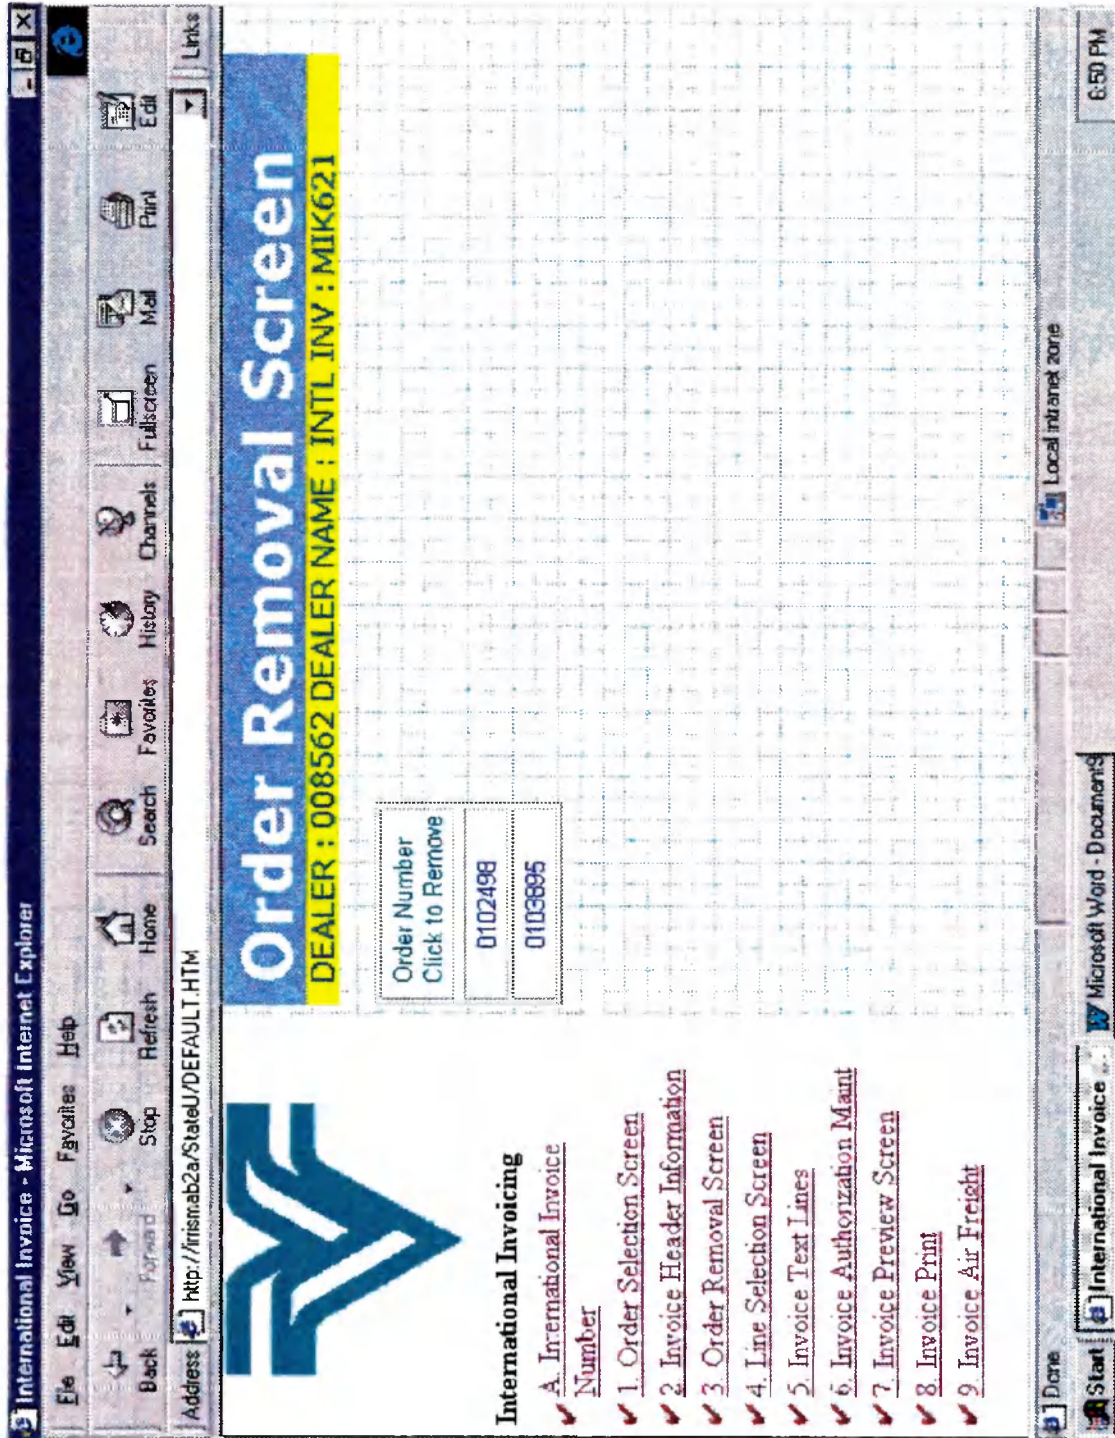 International Invoice - Microsoft Internet Explorer
File Edit View Go Favorites Help
Back Forward Stop Refresh Home Search Favorites History Channels Fullscreen Mail Print Edit
Address http://irismab2a/StateU/DEFAULT.HTM Links
Order Removal Screen
DEALER : 008562 DEALER NAME : INTL INV : MIK621
Order Number
Click to Remove
0102498
0103895
International Invoicing
A. International Invoice
Number
1. Order Selection Screen
2. Invoice Header Information
3. Order Removal Screen
4. Line Selection Screen
5. Invoice Text Lines
6. Invoice Authorization Maint
7. Invoice Preview Screen
8. Invoice Print
9. Invoice Air Freight
Done Local intranet zone
Start International Invoice ... Microsoft Word - Document9 6:50 PM